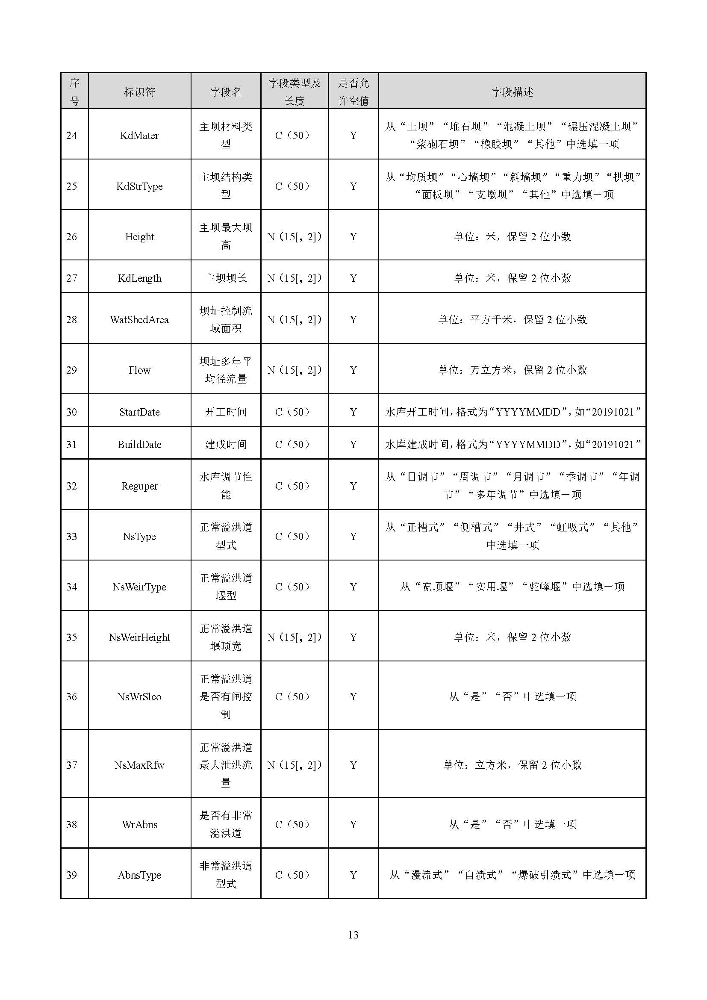 序 标识符 字段名 字段类型及 是否允 字段描述
号 长度 许空值
24 KdMater 主坝材料类 C（50） Y 从“土坝”“堆石坝”“混凝土坝”“碾压混凝土坝”
型 “浆砌石坝”“橡胶坝”“其他”中选填一项
25 KdStrType 主坝结构类 C（50） Y 从“均质坝”“心墙坝”“斜墙坝”“重力坝”“拱坝”
型 “面板坝”“支墩坝”“其他”中选填一项
26 Height 主坝最大坝 N（15[，2]） Y 单位：米，保留 2 位小数
高
27 KdLength 主坝坝长 N（15[，2]） Y 单位：米，保留 2 位小数
28 WatShedArea 坝址控制流 N（15[，2]） Y 单位：平方千米，保留 2 位小数
域面积
29 Flow 坝址多年平 N（15[，2]） Y 单位：万立方米，保留 2 位小数
均径流量
30 StartDate 开工时间 C（50） Y 水库开工时间，格式为“YYYYMMDD”，如“20191021”
31 BuildDate 建成时间 C（50） Y 水库建成时间，格式为“YYYYMMDD”，如“20191021”
32 Reguper 水库调节性 C（50） Y 从“日调节”“周调节”“月调节”“季调节”“年调
能 节”“多年调节”中选填一项
33 NsType 正常溢洪道 C（50） Y 从“正槽式”“侧槽式”“井式”“虹吸式”“其他”
型式 中选填一项
34 NsWeirType 正常溢洪道 C（50） Y 从“宽顶堰”“实用堰”“驼峰堰”中选填一项
堰型
35 NsWeirHeight 正常溢洪道 N（15[，2]） Y 单位：米，保留 2 位小数
堰顶宽
36 NsWrSlco 正常溢洪道 C（50） Y 从“是”“否”中选填一项
是否有闸控
制
37 NsMaxRfw 正常溢洪道 N（15[，2]） Y 单位：立方米，保留 2 位小数
最大泄洪流
量
38 WrAbns 是否有非常 C（50） Y 从“是”“否”中选填一项
溢洪道
39 AbnsType 非常溢洪道 C（50） Y 从“漫流式”“自溃式”“爆破引溃式”中选填一项
型式
13